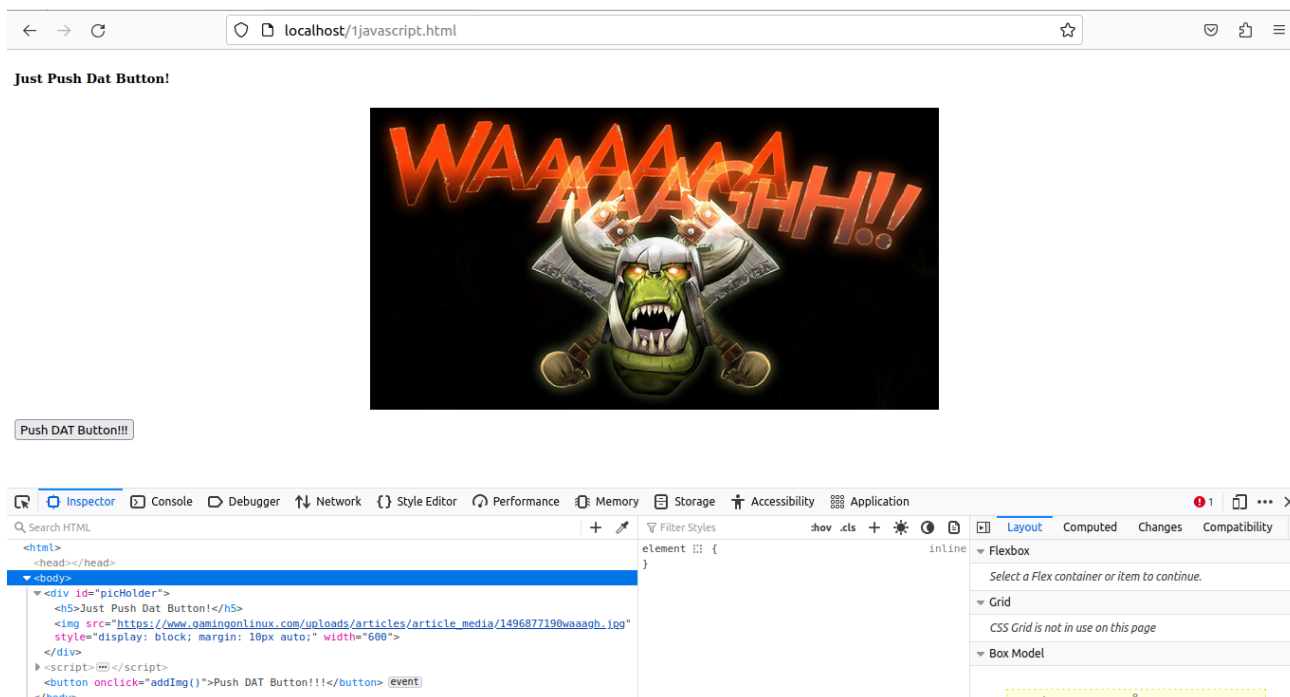 localhost/1javascript.html
Just Push Dat Button!
WAAAAAA
AAAAGHH!!
Push DAT Button!!!
Inspector Console Debugger Network {} Style Editor Performance Memory Storage Accessibility Application 1
Search HTML + Filter Styles :hov .cls + Layout Computed Changes Compatibility
<html>
<head></head>
<body>
<div id="picHolder">
<h5>Just Push Dat Button!</h5>
<img src="https://www.gamingonlinux.com/uploads/articles/article_media/1496877190waaagh.jpg"
style="display: block; margin: 10px auto;" width="600">
</div>
<script></script>
<button onclick="addImg()">Push DAT Button!!!</button> event
element { inline
}
Flexbox
Select a Flex container or item to continue.
Grid
CSS Grid is not in use on this page
Box Model